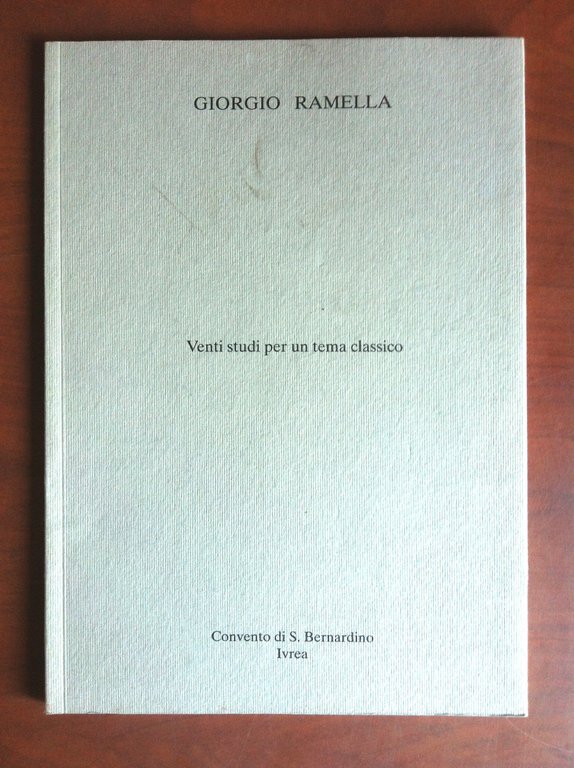 GIORGIO RAMELLA
Venti studi per un tema classico
Convento di S. Bernardino
Ivrea